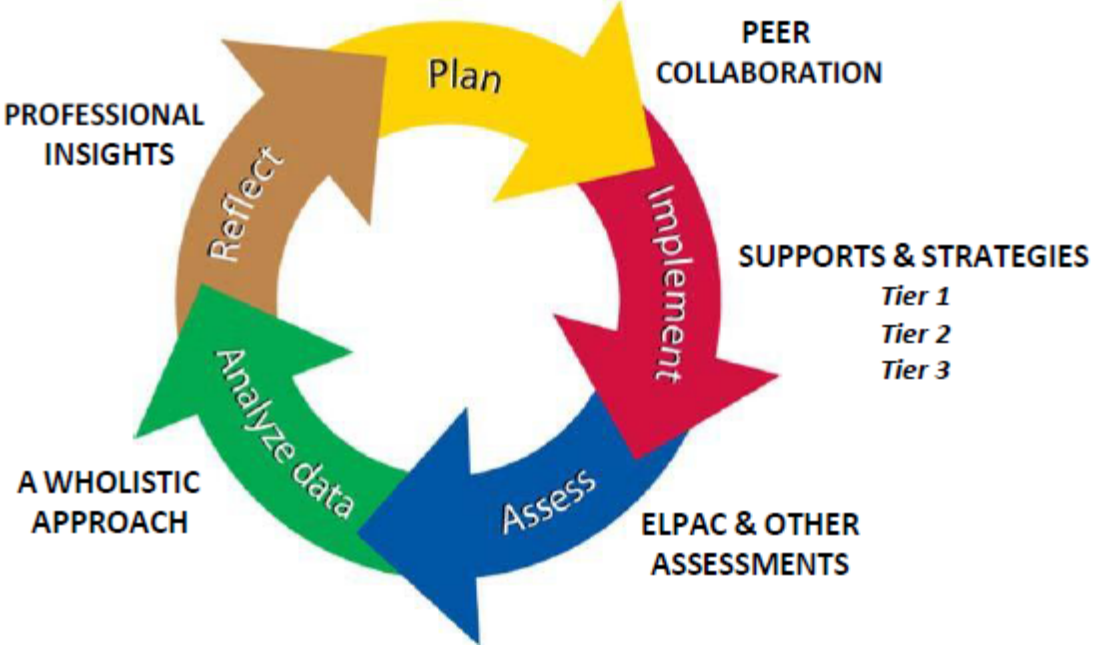 Plan
PEER
COLLABORATION
Implement
SUPPORTS & STRATEGIES
Tier 1
Tier 2
Tier 3
Assess
ELPAC & OTHER
ASSESSMENTS
Analyze data
A WHOLISTIC
APPROACH
Reflect
PROFESSIONAL
INSIGHTS